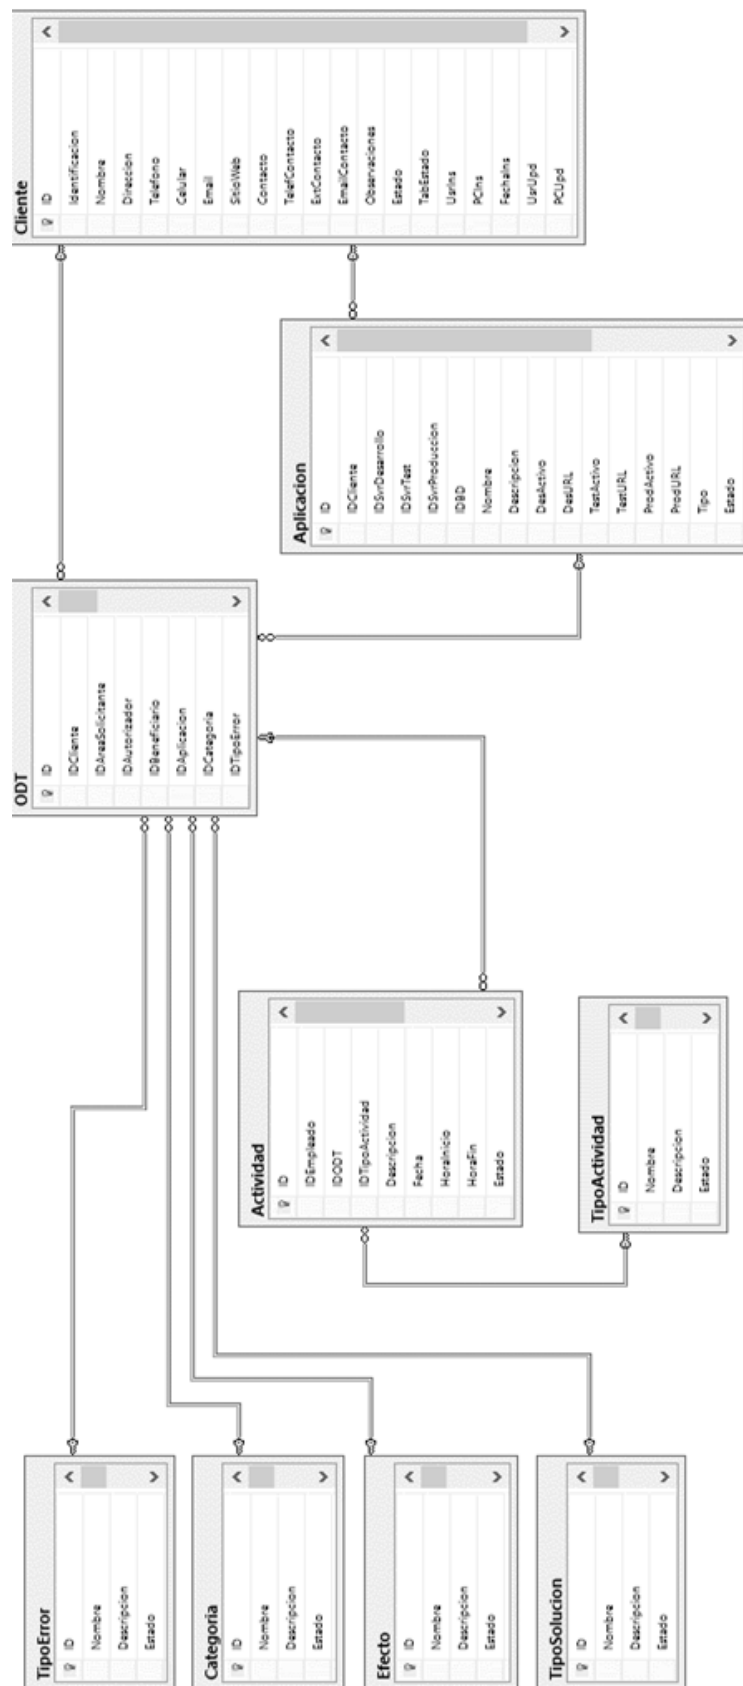 TipoError
ID
Nombre
Descripcion
Estado
Categoria
ID
Nombre
Descripcion
Estado
Efecto
ID
Nombre
Descripcion
Estado
TipoSolucion
ID
Nombre
Descripcion
Estado
Actividad
ID
IDEmpleado
IDODT
IDTipoActividad
Descripcion
Fecha
HoraInicio
HoraFin
Estado
TipoActividad
ID
Nombre
Descripcion
Estado
ODT
ID
IDCliente
IDAreaSolicitante
IDAutorizador
IDBeneficiario
IDAplicacion
IDCategoria
IDTipoError
Aplicacion
ID
IDCliente
IDSvrDesarrollo
IDSvrTest
IDSvrProduccion
IDBD
Nombre
Descripcion
DesActivo
DesURL
TestActivo
TestURL
ProdActivo
ProdURL
Tipo
Estado
Cliente
ID
Identificacion
Nombre
Direccion
Telefono
Celular
Email
SitioWeb
Contacto
TelefContacto
ExtContacto
EmailContacto
Observaciones
Estado
TabEstado
UsrIns
PCIns
FechaIns
UsrUpd
PCUpd